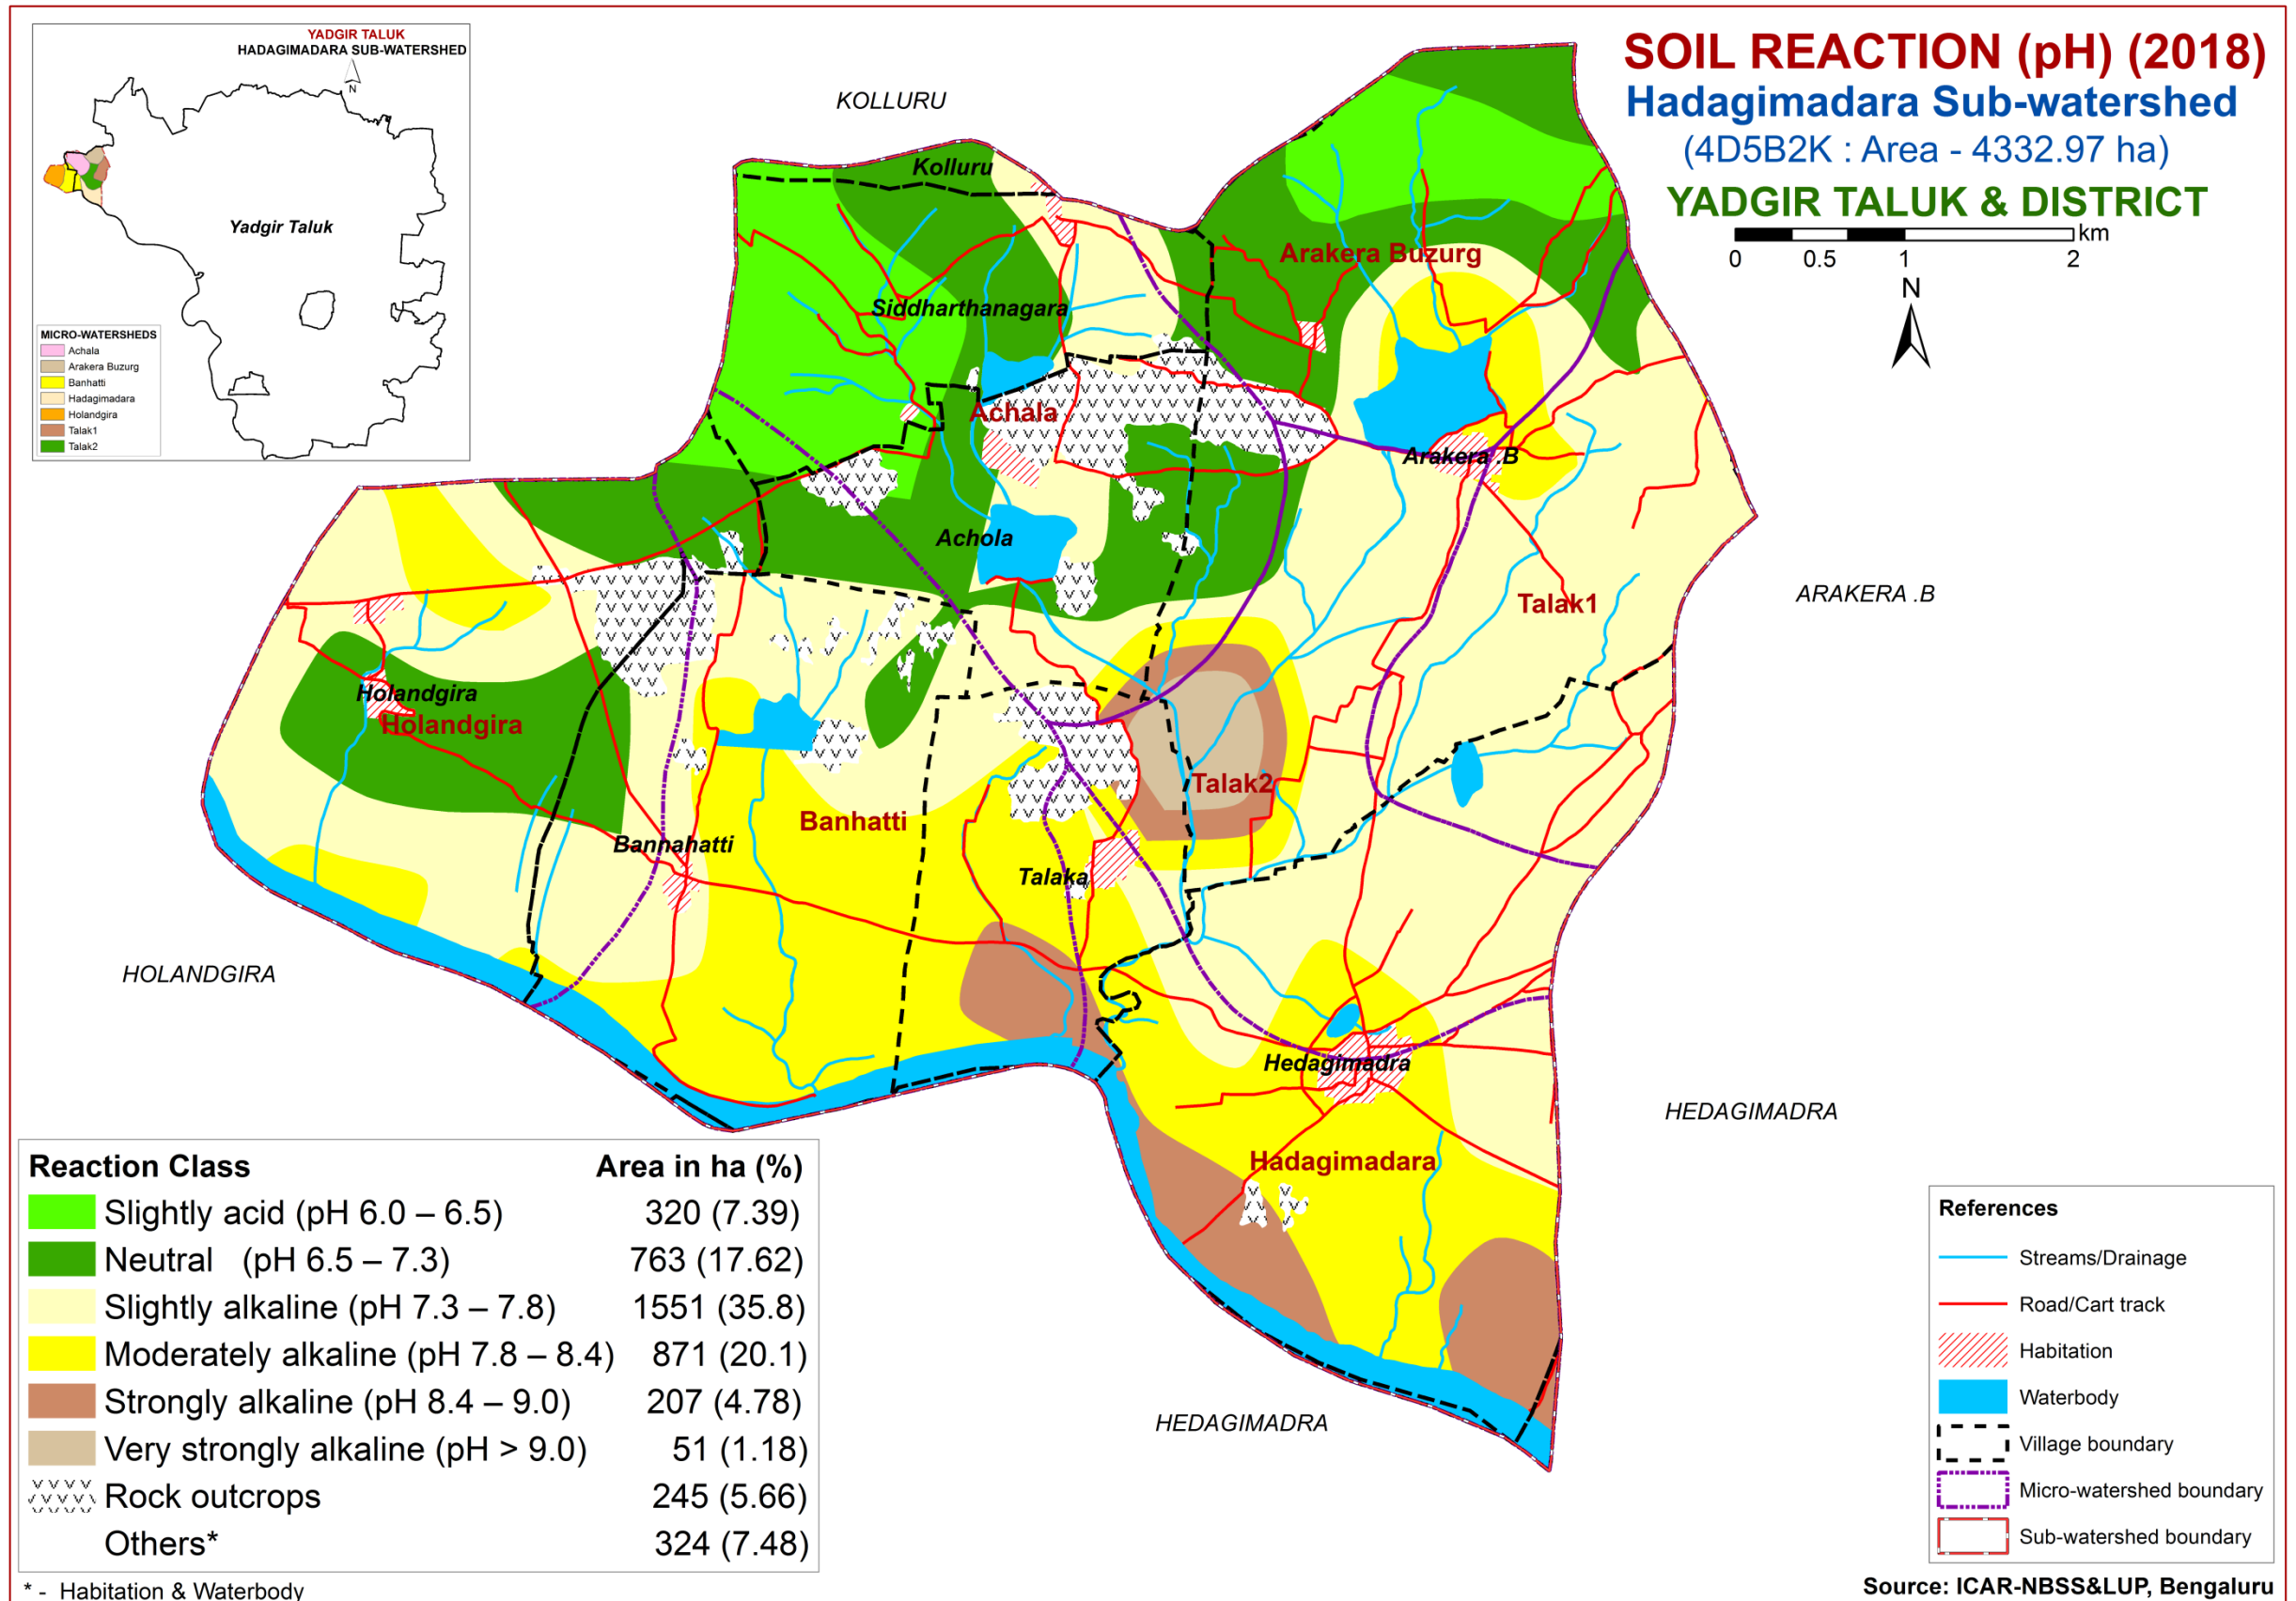 YADGIR TALUK
HADAGIMADARA SUB-WATERSHED
N
Yadgir Taluk
MICRO-WATERSHEDS
Achala
Arakera Buzurg
Banhatti
Hadagimadara
Holandgira
Talak1
Talak2
SOIL REACTION (pH) (2018)
Hadagimadara Sub-watershed
(4D5B2K : Area - 4332.97 ha)
YADGIR TALUK & DISTRICT
km
0 0.5 1 2
N
KOLLURU
Kolluru
Arakera Buzurg
Siddharthanagara
Achala
Arakera .B
Achola
ARAKERA .B
Talak1
Holandgira
Holandgira
Talak2
Banhatti
Bannahatti
Talaka
HOLANDGIRA
Hedagimadra
HEDAGIMADRA
Hadagimadara
HEDAGIMADRA
Reaction Class Area in ha (%)
Slightly acid (pH 6.0 – 6.5) 320 (7.39)
Neutral (pH 6.5 – 7.3) 763 (17.62)
Slightly alkaline (pH 7.3 – 7.8) 1551 (35.8)
Moderately alkaline (pH 7.8 – 8.4) 871 (20.1)
Strongly alkaline (pH 8.4 – 9.0) 207 (4.78)
Very strongly alkaline (pH > 9.0) 51 (1.18)
Rock outcrops 245 (5.66)
Others* 324 (7.48)
* - Habitation & Waterbody
References
Streams/Drainage
Road/Cart track
Habitation
Waterbody
Village boundary
Micro-watershed boundary
Sub-watershed boundary
Source: ICAR-NBSS&LUP, Bengaluru